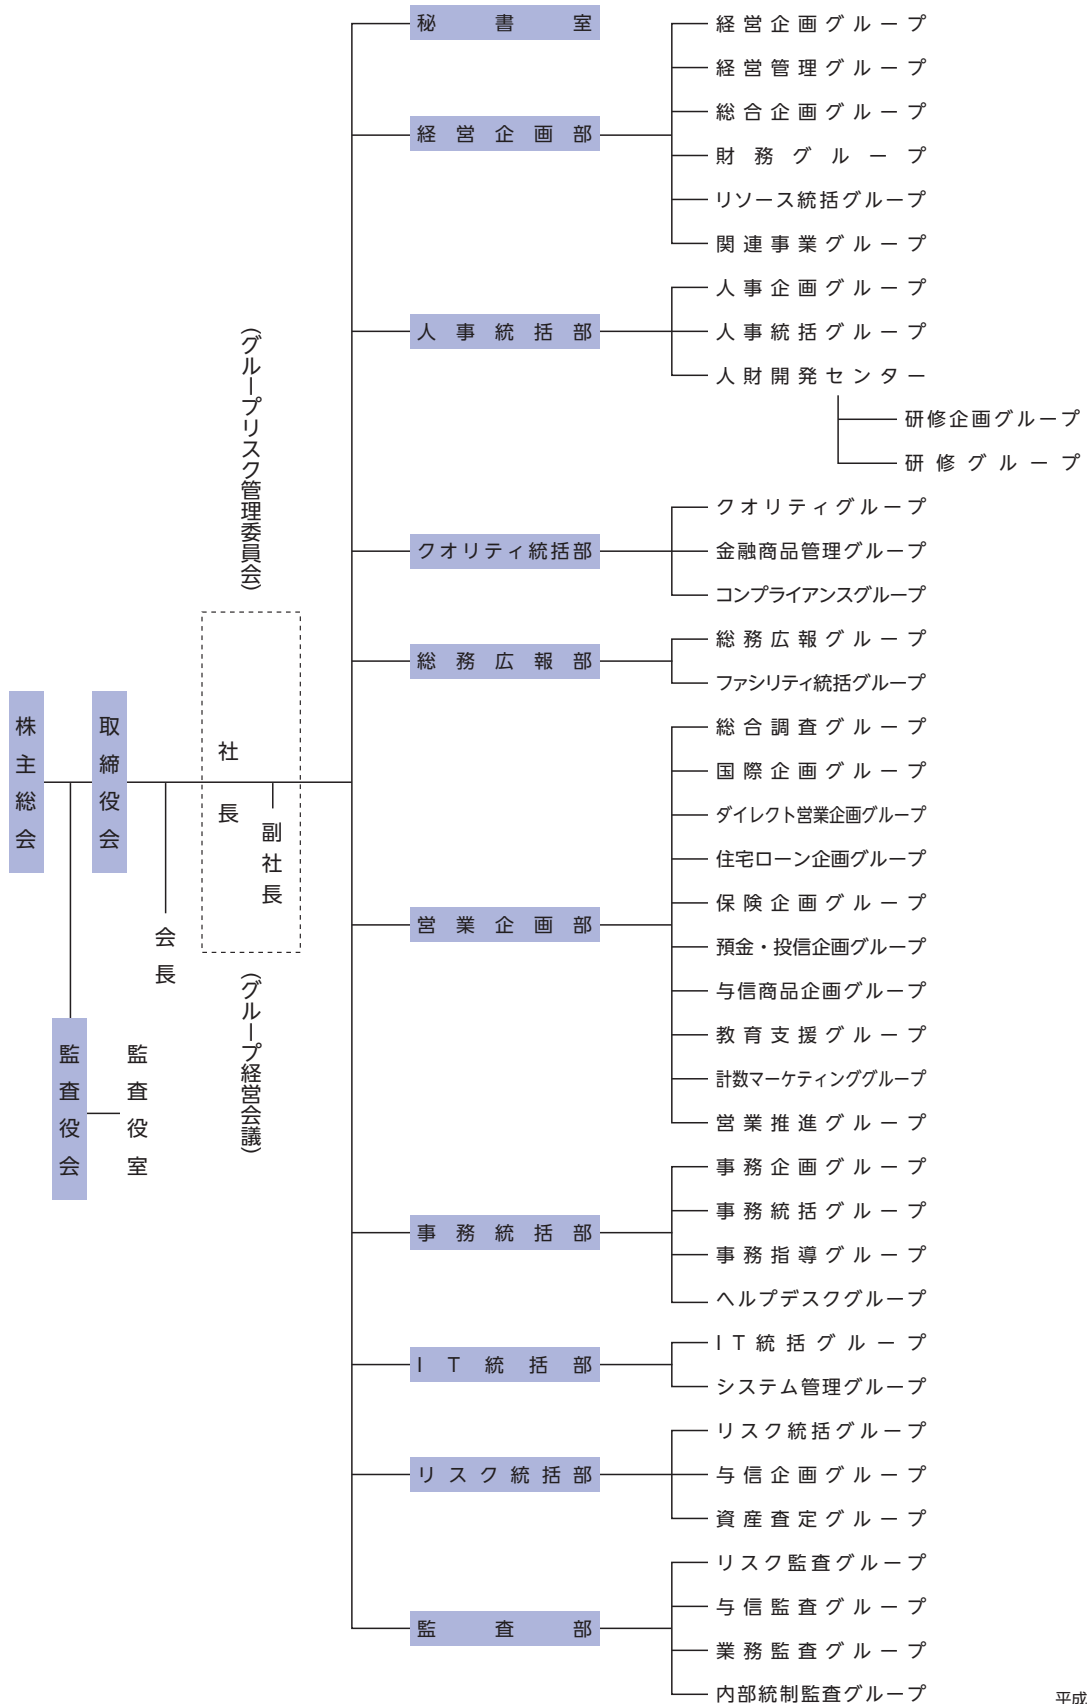 株主総会
取締役会
監査役会
監査役室
会長
社長
副社長
(グループリスク管理委員会)
(グループ経営会議)
秘書室
経営企画部
経営企画グループ
経営管理グループ
総合企画グループ
財務グループ
リソース統括グループ
関連事業グループ
人事統括部
人事企画グループ
人事統括グループ
人財開発センター
研修企画グループ
研修グループ
クオリティ統括部
クオリティグループ
金融商品管理グループ
コンプライアンスグループ
総務広報部
総務広報グループ
ファシリティ統括グループ
営業企画部
総合調査グループ
国際企画グループ
ダイレクト営業企画グループ
住宅ローン企画グループ
保険企画グループ
預金・投信企画グループ
与信商品企画グループ
教育支援グループ
計数マーケティンググループ
営業推進グループ
事務統括部
事務企画グループ
事務統括グループ
事務指導グループ
ヘルプデスクグループ
IT統括部
IT統括グループ
システム管理グループ
リスク統括部
リスク統括グループ
与信企画グループ
資産査定グループ
監査部
リスク監査グループ
与信監査グループ
業務監査グループ
内部統制監査グループ
平成